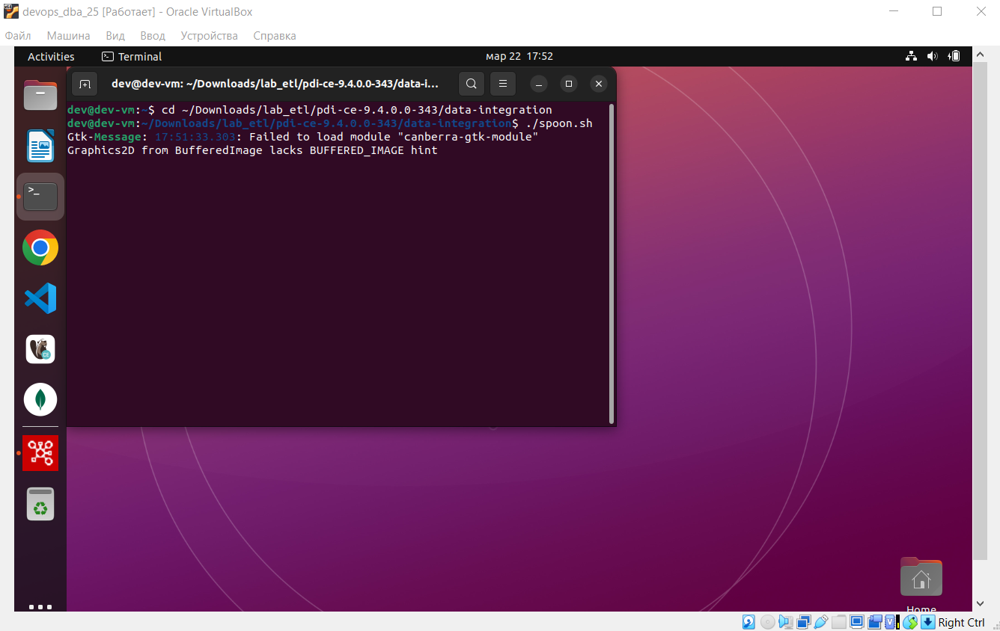 devops_dba_25 [Работает] - Oracle VirtualBox
Файл Машина Вид Ввод Устройства Справка
Activities Terminal мар 22 17:52
dev@dev-vm: ~/Downloads/lab_etl/pdi-ce-9.4.0.0-343/data-i...
dev@dev-vm:~$ cd ~/Downloads/lab_etl/pdi-ce-9.4.0.0-343/data-integration
dev@dev-vm:~/Downloads/lab_etl/pdi-ce-9.4.0.0-343/data-integration$ ./spoon.sh
Gtk-Message: 17:51:33.303: Failed to load module "canberra-gtk-module"
Graphics2D from BufferedImage lacks BUFFERED_IMAGE hint
>_
CE
Home
Right Ctrl